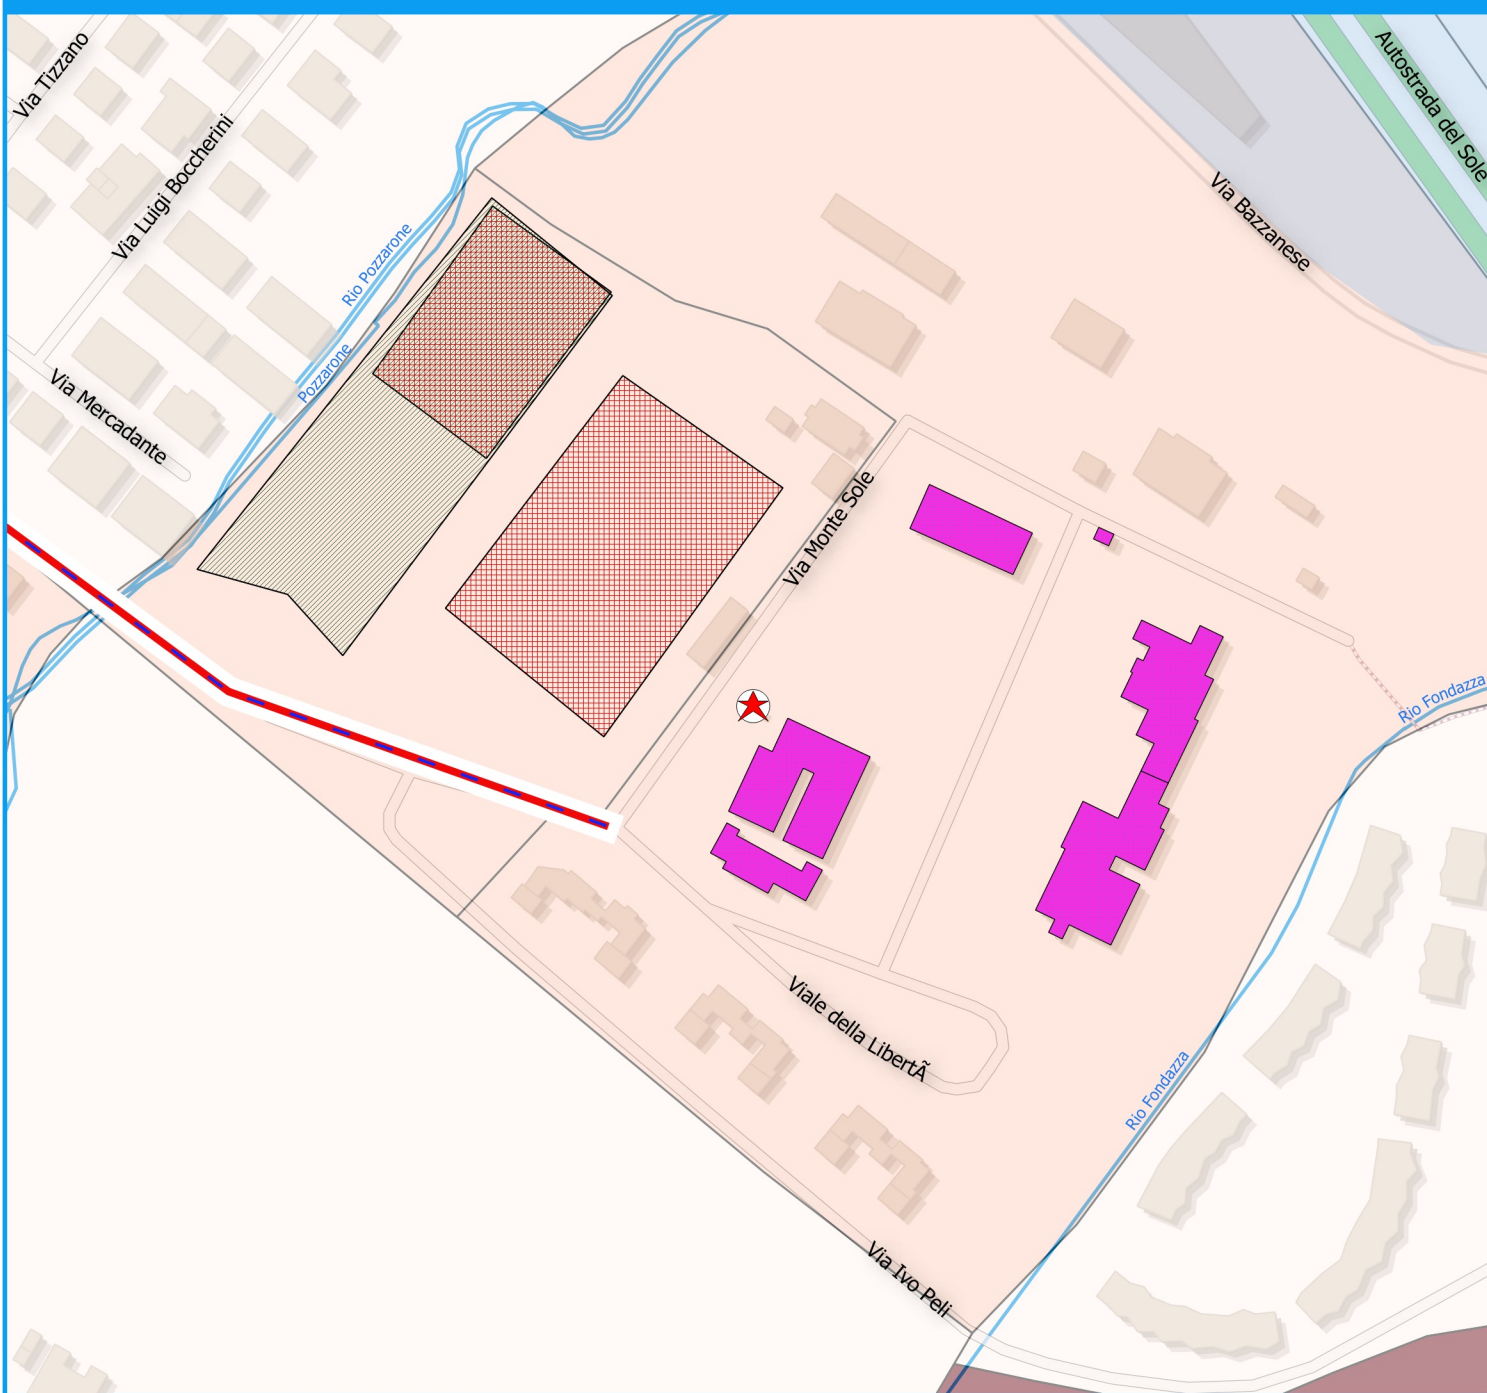 Via Tizzano
Autostrada del Sole
Via Luigi Boccherini
Via Bazzanese
Rio Pozzarone
Pozzarone
Via Mercadante
Via Monte Sole
Rio Fondazza
Viale della LibertÃ
Rio Fondazza
Via Ivo Peli